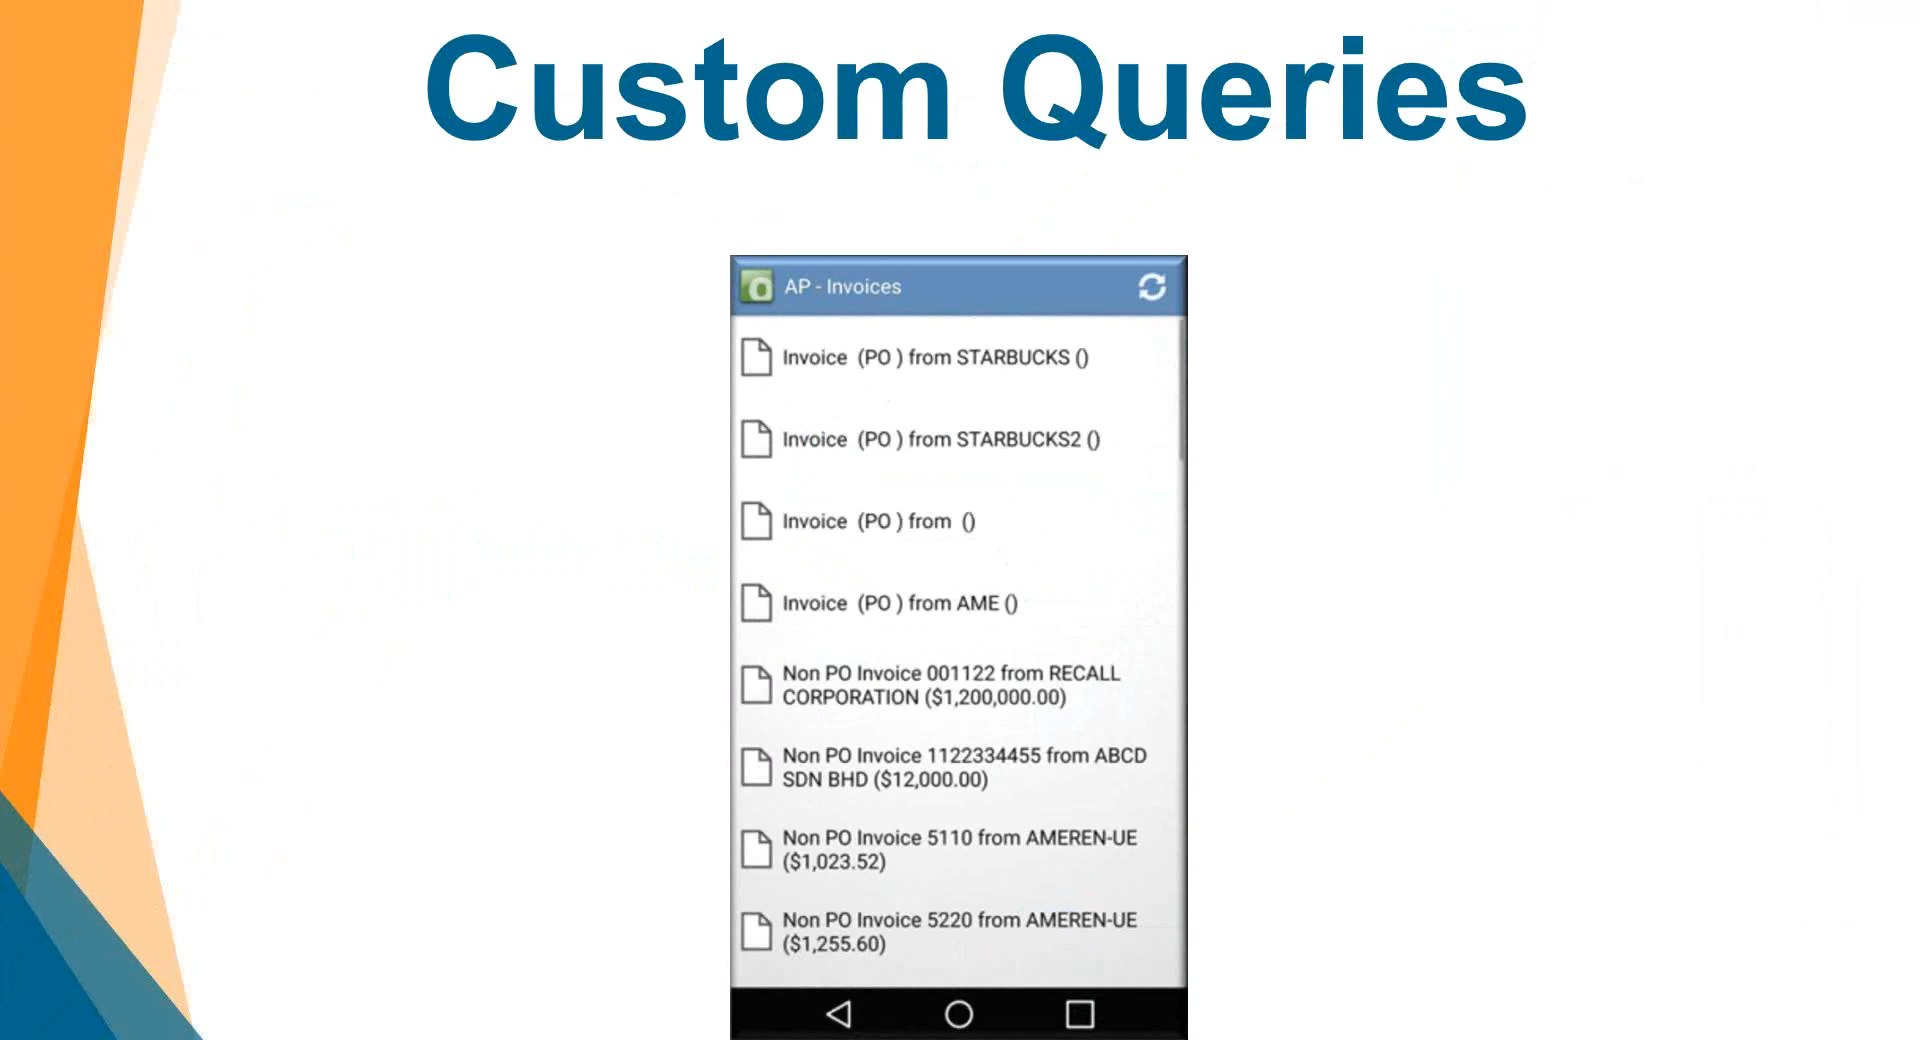 Custom Queries
AP - Invoices
Invoice (PO ) from STARBUCKS ()
Invoice (PO ) from STARBUCKS2 ()
Invoice (PO ) from ()
Invoice (PO ) from AME ()
Non PO Invoice 001122 from RECALL
CORPORATION ($1,200,000.00)
Non PO Invoice 1122334455 from ABCD
SDN BHD ($12,000.00)
Non PO Invoice 5110 from AMEREN-UE
($1,023.52)
Non PO Invoice 5220 from AMEREN-UE
($1,255.60)